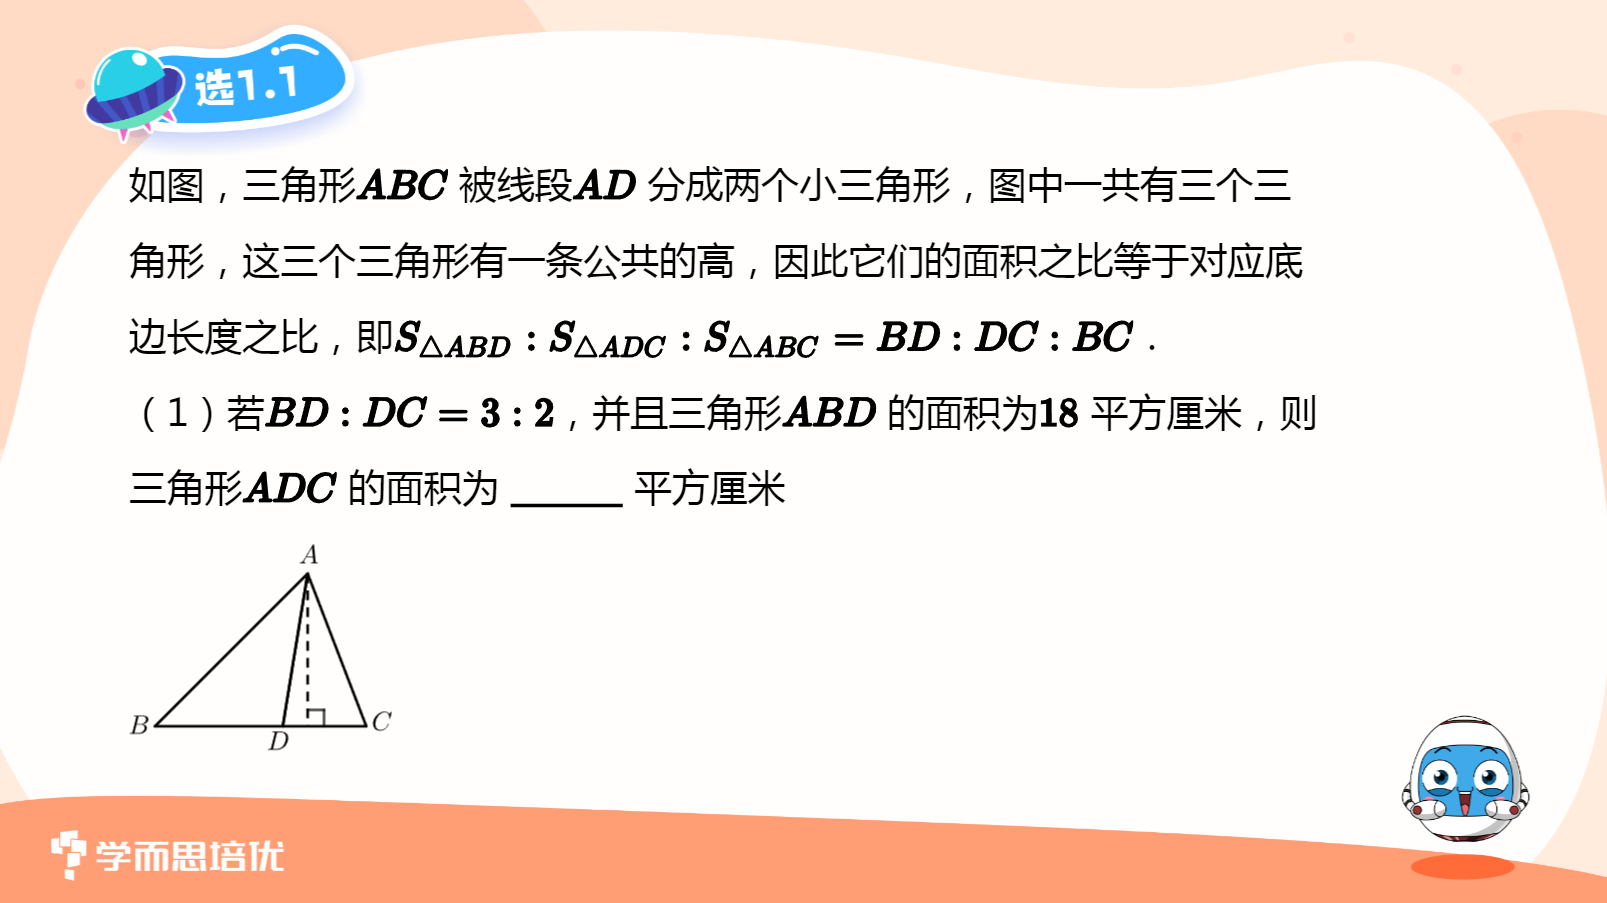 选1.1
如图，三角形ABC 被线段AD 分成两个小三角形，图中一共有三个三
角形，这三个三角形有一条公共的高，因此它们的面积之比等于对应底
边长度之比，即S△ABD : S△ADC : S△ABC = BD : DC : BC．
（1）若BD : DC = 3 : 2，并且三角形ABD 的面积为18 平方厘米，则
三角形ADC 的面积为 ______ 平方厘米
A
B
D
C
学而思培优